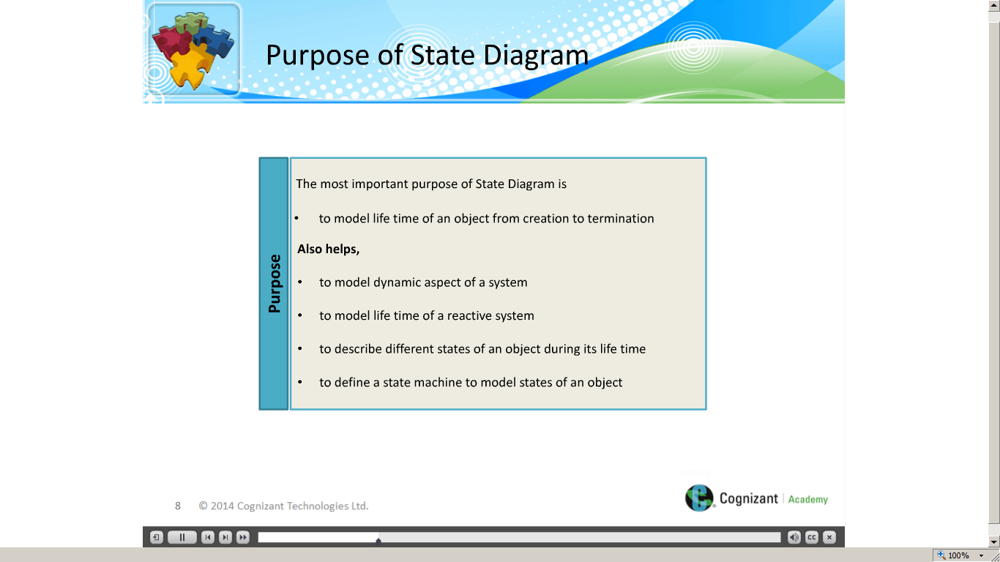 Purpose of State Diagram
Purpose
The most important purpose of State Diagram is
• to model life time of an object from creation to termination
Also helps,
• to model dynamic aspect of a system
• to model life time of a reactive system
• to describe different states of an object during its life time
• to define a state machine to model states of an object
8 © 2014 Cognizant Technologies Ltd.
Cognizant | Academy
CC
100%